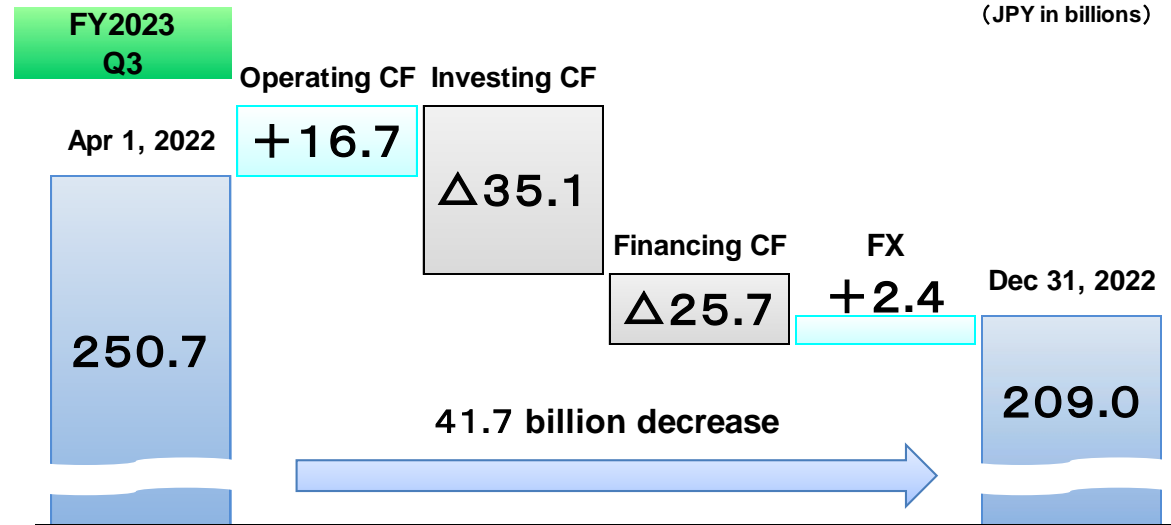 FY2023
Q3
（JPY in billions）
Operating CF
Investing CF
Apr 1, 2022
＋16.7
△35.1
Financing CF
FX
Dec 31, 2022
△25.7
＋2.4
250.7
209.0
41.7 billion decrease